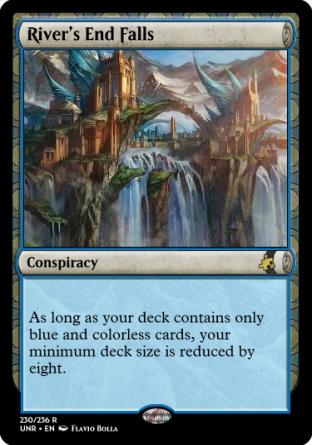 River's End Falls
Conspiracy
As long as your deck contains only
blue and colorless cards, your
minimum deck size is reduced by
eight.
230/236 R
UNR • EN Flavio Bolla